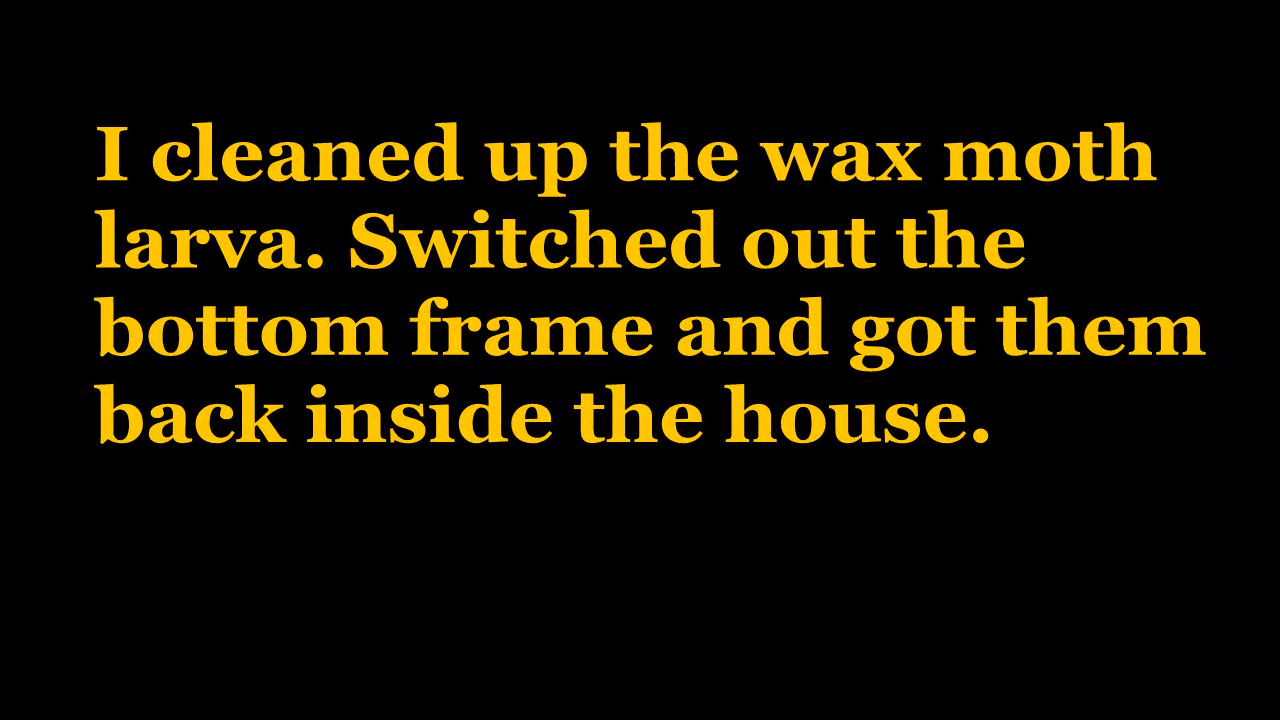 I cleaned up the wax moth
larva. Switched out the
bottom frame and got them
back inside the house.